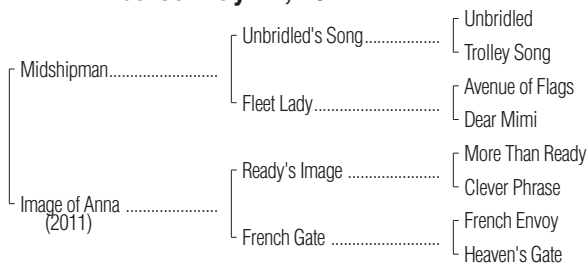 Unbridled
Unbridled's Song
Trolley Song
Midshipman
Avenue of Flags
Fleet Lady
Dear Mimi
More Than Ready
Ready's Image
Clever Phrase
Image of Anna
(2011)
French Envoy
French Gate
Heaven's Gate